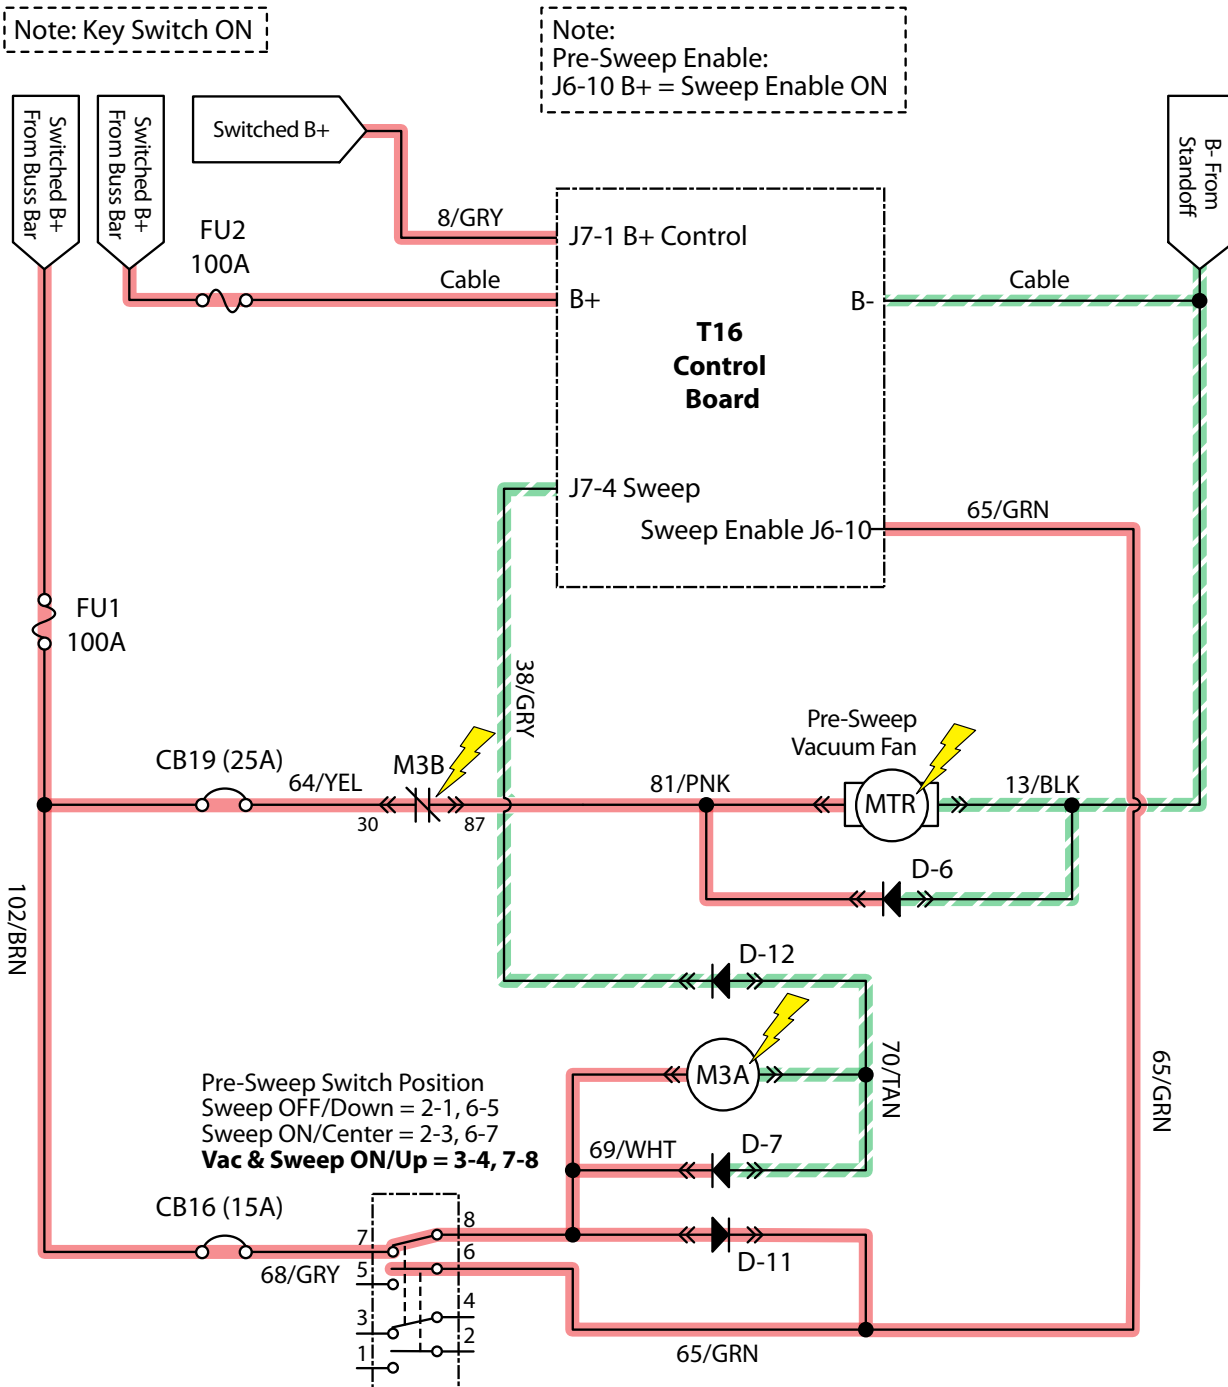 Note: Key Switch ON
Note:
Pre-Sweep Enable:
J6-10 B+ = Sweep Enable ON
Switched B+
From Buss Bar
Switched B+
From Buss Bar
Switched B+
B- From
Standoff
8/GRY
J7-1 B+ Control
FU2
100A
Cable
B+
B-
Cable
T16
Control
Board
J7-4 Sweep
Sweep Enable J6-10
65/GRN
FU1
100A
38/GRY
Pre-Sweep
Vacuum Fan
CB19 (25A)
64/YEL
M3B
30
87
81/PNK
MTR
13/BLK
D-6
102/BRN
D-12
M3A
70/TAN
65/GRN
Pre-Sweep Switch Position
Sweep OFF/Down = 2-1, 6-5
Sweep ON/Center = 2-3, 6-7
Vac & Sweep ON/Up = 3-4, 7-8
69/WHT
D-7
CB16 (15A)
68/GRY
7
8
5
6
3
4
1
2
D-11
65/GRN